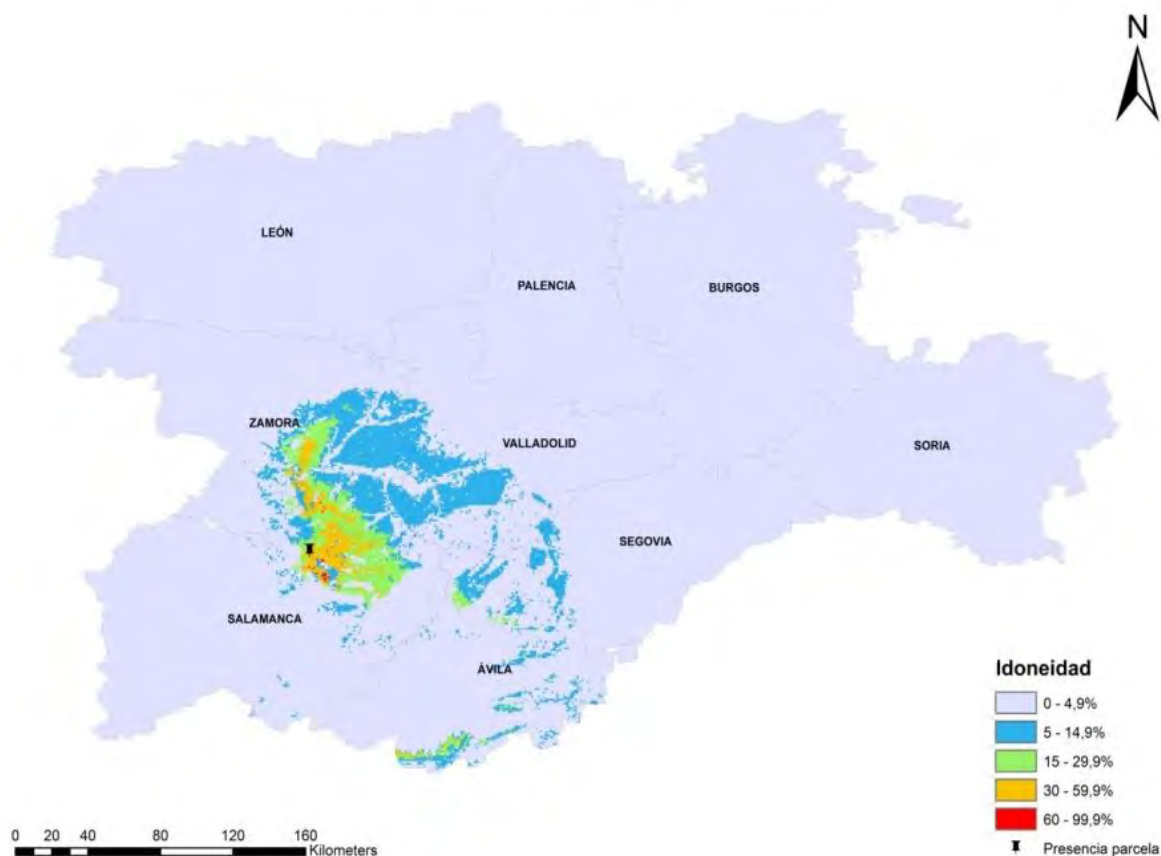 N
LEÓN
PALENCIA
BURGOS
ZAMORA
VALLADOLID
SORIA
SEGOVIA
SALAMANCA
ÁVILA
Idoneidad
0 - 4,9%
5 - 14,9%
15 - 29,9%
30 - 59,9%
60 - 99,9%
Presencia parcela
0 20 40 80 120 160
Kilometers